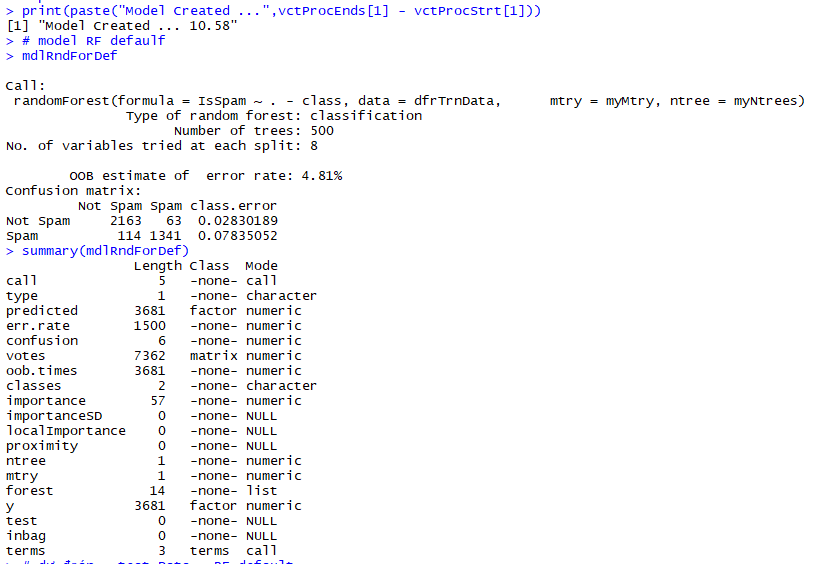 > print(paste("Model Created ...",vctProcEnds[1] - vctProcStrt[1]))
[1] "Model Created ... 10.58"
> # model RF defaulf
> mdlRndForDef
Call:
 randomForest(formula = IsSpam ~ . - class, data = dfrTrnData,      mtry = myMtry, ntree = myNtrees)
               Type of random forest: classification
                     Number of trees: 500
No. of variables tried at each split: 8
        OOB estimate of  error rate: 4.81%
Confusion matrix:
         Not Spam Spam class.error
Not Spam     2163   63  0.02830189
Spam          114 1341  0.07835052
> summary(mdlRndForDef)
                Length Class  Mode
call               5   -none- call
type               1   -none- character
predicted       3681   factor numeric
err.rate        1500   -none- numeric
confusion          6   -none- numeric
votes           7362   matrix numeric
oob.times       3681   -none- numeric
classes            2   -none- character
importance        57   -none- numeric
importanceSD       0   -none- NULL
localImportance    0   -none- NULL
proximity          0   -none- NULL
ntree              1   -none- numeric
mtry               1   -none- numeric
forest            14   -none- list
y               3681   factor numeric
test               0   -none- NULL
inbag              0   -none- NULL
terms              3   terms  call